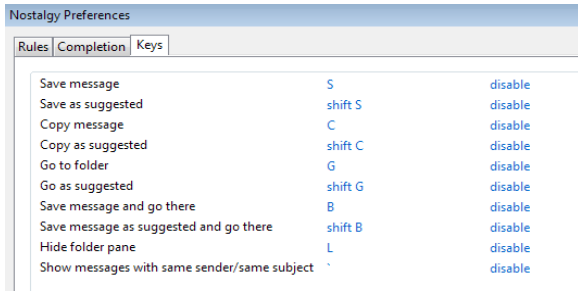 Nostalgy Preferences
Rules Completion Keys
Save message S disable
Save as suggested shift S disable
Copy message C disable
Copy as suggested shift C disable
Go to folder G disable
Go as suggested shift G disable
Save message and go there B disable
Save message as suggested and go there shift B disable
Hide folder pane L disable
Show messages with same sender/same subject ` disable